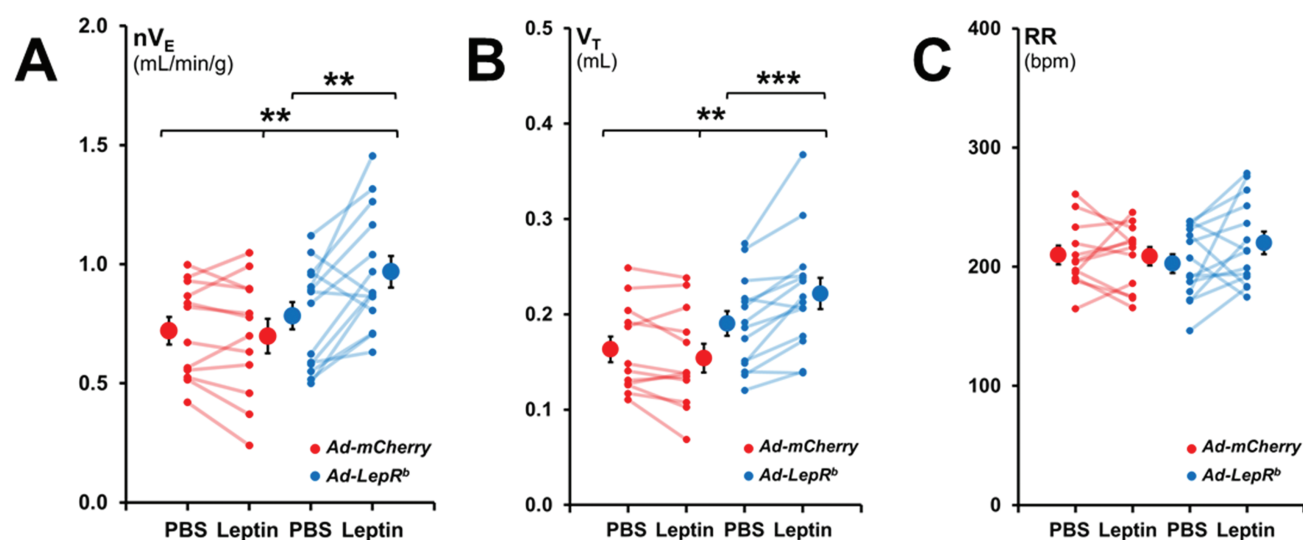 A
nVE
(mL/min/g)
2.0
1.5
1.0
0.5
0.0
**
**
Ad-mCherry
Ad-LepRᵇ
PBS Leptin PBS Leptin
B
VT
(mL)
0.5
0.4
0.3
0.2
0.1
0.0
***
**
Ad-mCherry
Ad-LepRᵇ
PBS Leptin PBS Leptin
C
RR
(bpm)
400
300
200
100
0
Ad-mCherry
Ad-LepRᵇ
PBS Leptin PBS Leptin